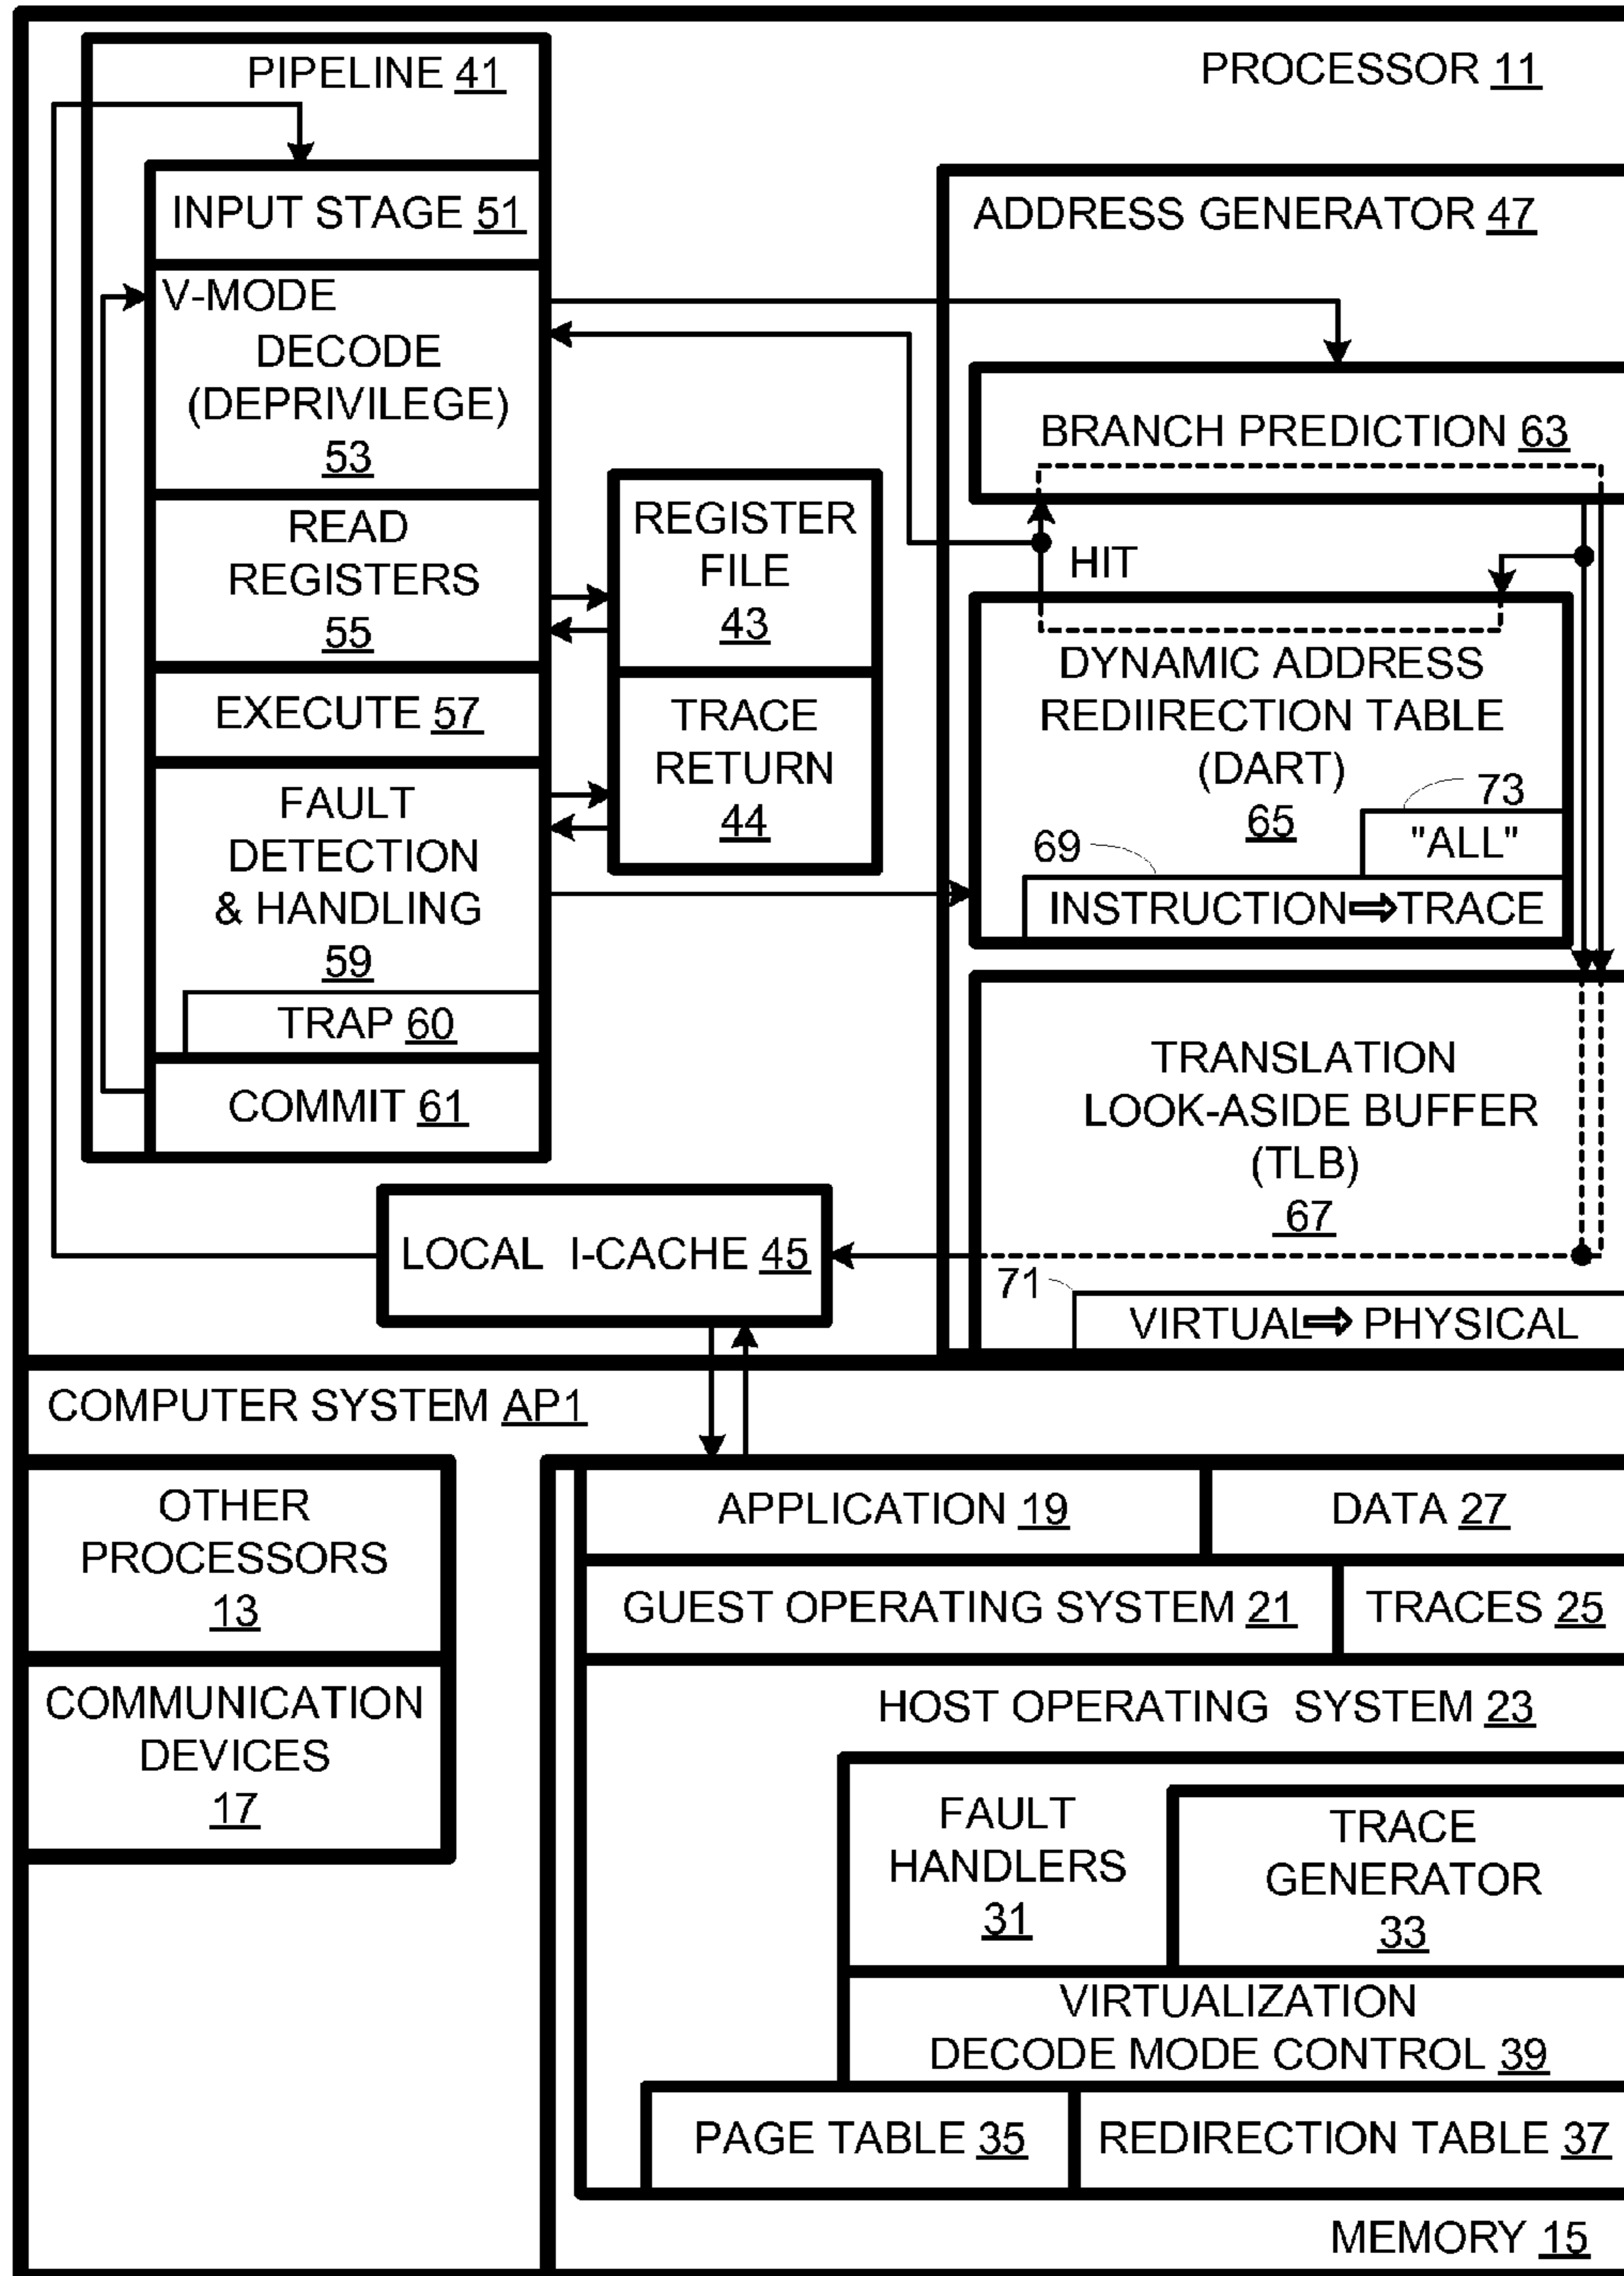 PIPELINE 41
PROCESSOR 11
INPUT STAGE 51
ADDRESS GENERATOR 47
V-MODE
DECODE
(DEPRIVILEGE)
53
BRANCH PREDICTION 63
READ
REGISTERS
55
REGISTER
FILE
43
HIT
EXECUTE 57
TRACE
RETURN
44
DYNAMIC ADDRESS
REDIIRECTION TABLE
(DART)
65
73
"ALL"
69
INSTRUCTION⇒TRACE
FAULT
DETECTION
& HANDLING
59
TRAP 60
COMMIT 61
TRANSLATION
LOOK-ASIDE BUFFER
(TLB)
67
LOCAL I-CACHE 45
71
VIRTUAL⇒ PHYSICAL
COMPUTER SYSTEM AP1
OTHER
PROCESSORS
13
COMMUNICATION
DEVICES
17
APPLICATION 19
DATA 27
GUEST OPERATING SYSTEM 21
TRACES 25
HOST OPERATING SYSTEM 23
FAULT
HANDLERS
31
TRACE
GENERATOR
33
VIRTUALIZATION
DECODE MODE CONTROL 39
PAGE TABLE 35
REDIRECTION TABLE 37
MEMORY 15